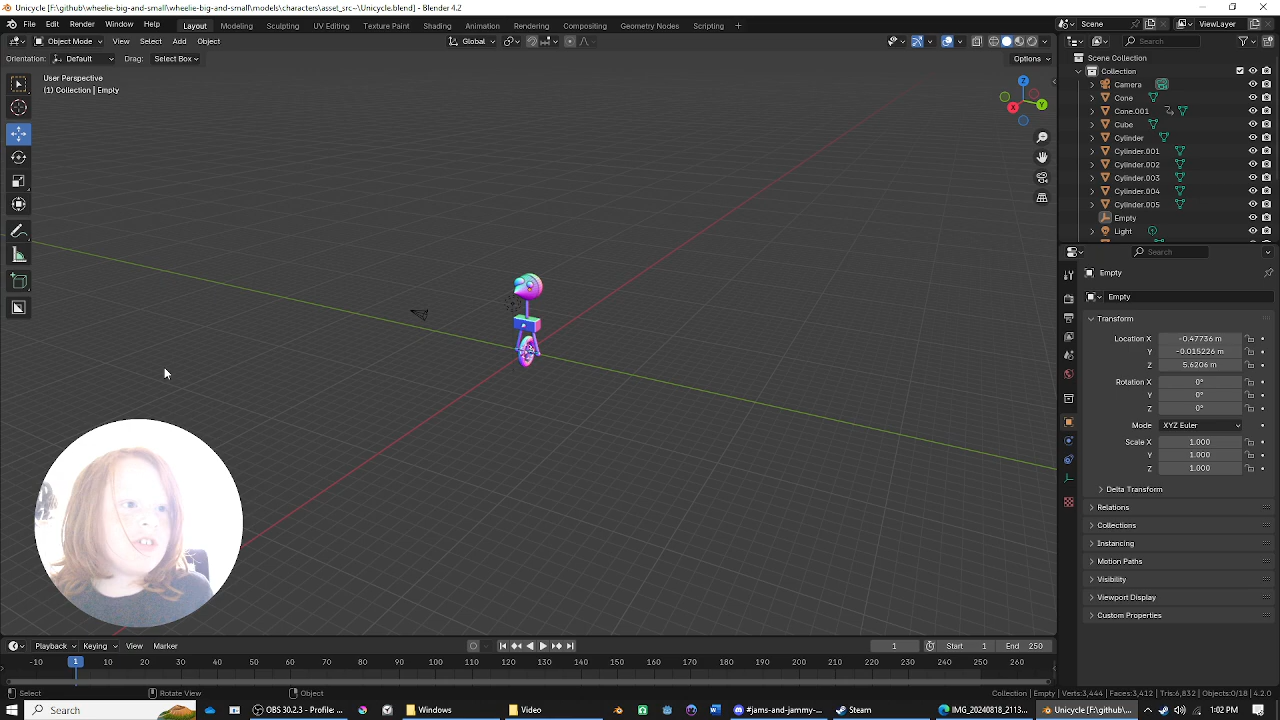 Unicycle [F:\github\wheelie-big-and-small\wheelie-big-and-small\models\characters\asset_src~\Unicycle.blend] - Blender 4.2
File Edit Render Window Help Layout Modeling Sculpting UV Editing Texture Paint Shading Animation Rendering Compositing Geometry Nodes Scripting + Scene ViewLayer
Object Mode View Select Add Object Global Search
Orientation: Default Drag: Select Box Options
User Perspective
(1) Collection | Empty
Z
Y
X
Scene Collection
Collection
Camera
Cone
Cone.001
Cube
Cylinder
Cylinder.001
Cylinder.002
Cylinder.003
Cylinder.004
Cylinder.005
Empty
Light
Search
Empty
Empty
Transform
Location X -0.47736 m
Y -0.015226 m
Z 5.6206 m
Rotation X 0°
Y 0°
Z 0°
Mode XYZ Euler
Scale X 1.000
Y 1.000
Z 1.000
Delta Transform
Relations
Collections
Instancing
Motion Paths
Visibility
Viewport Display
Custom Properties
Playback Keying View Marker 1 Start 1 End 250
-10 1 10 20 30 40 50 60 70 80 90 100 110 120 130 140 150 160 170 180 190 200 210 220 230 240 250 260
Select Rotate View Object Collection | Empty | Verts:3,444 | Faces:3,412 | Tris:6,832 | Objects:0/18 | 4.2.0
Search OBS 30.2.3 - Profile: ... Windows Video #jams-and-jammy-... Steam IMG_20240818_2113... Unicycle [F:\github\... 1:02 PM